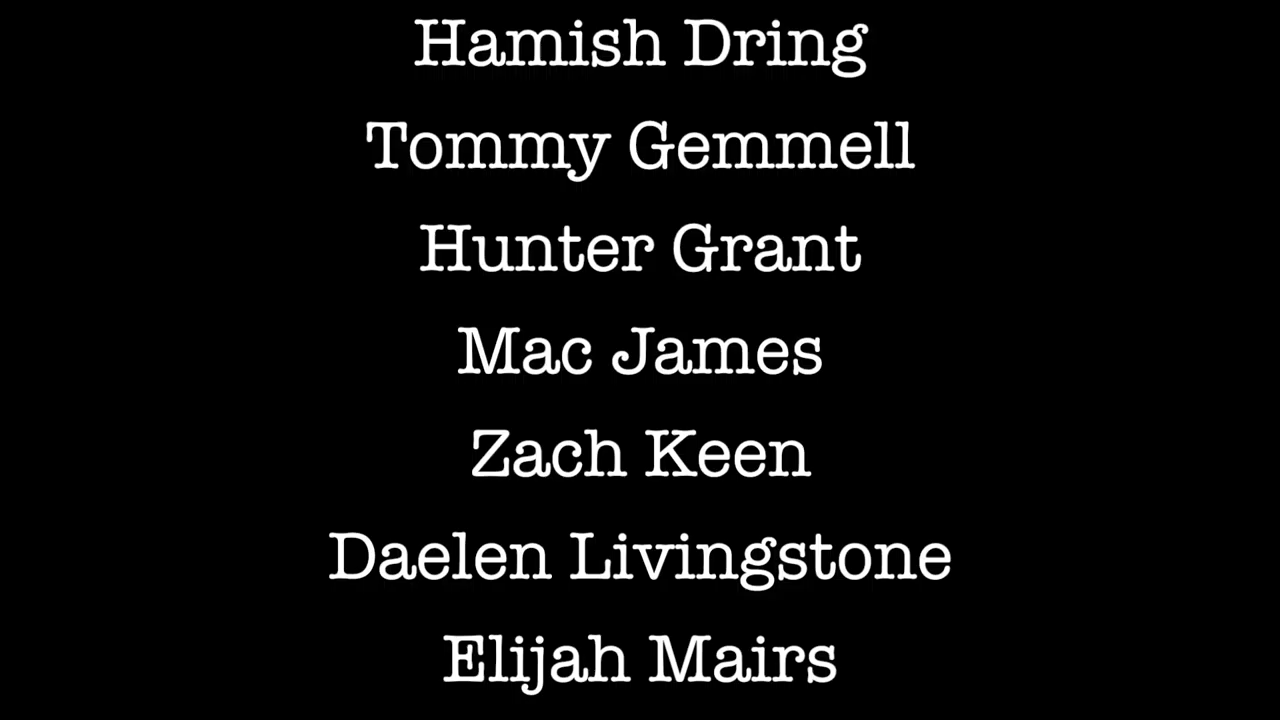 Hamish Dring
Tommy Gemmell
Hunter Grant
Mac James
Zach Keen
Daelen Livingstone
Elijah Mairs